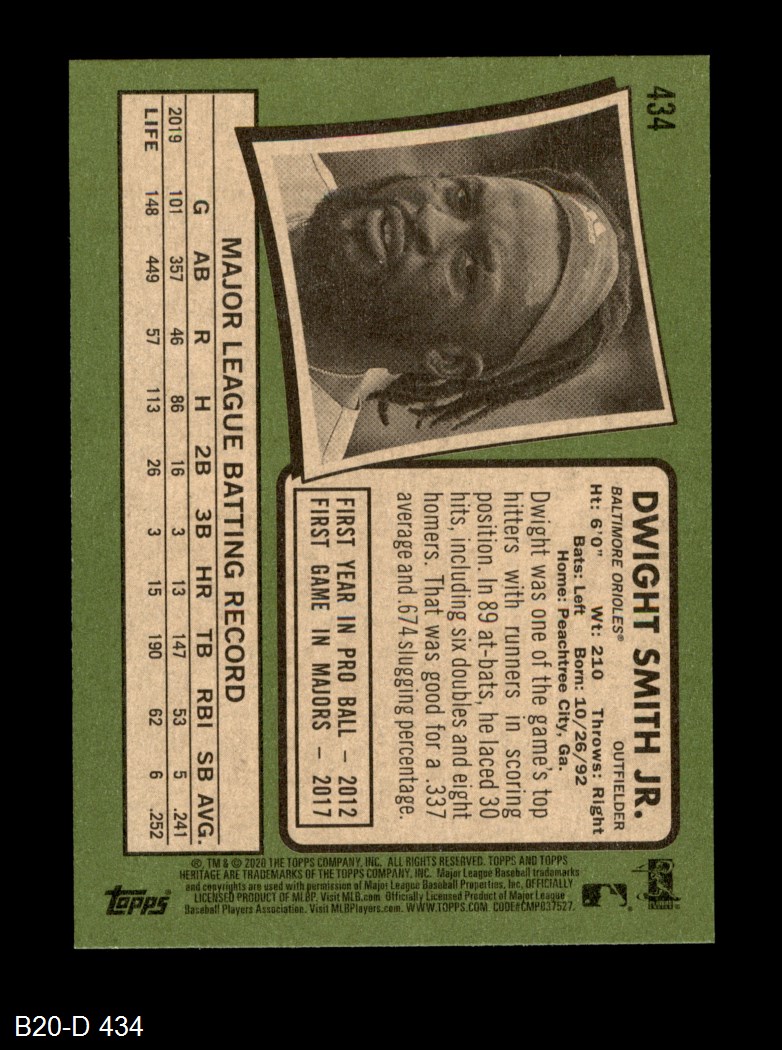 434
DWIGHT SMITH JR.
BALTIMORE ORIOLES® OUTFIELDER
Ht: 6'0" Wt: 210 Throws: Right
Bats: Left Born: 10/26/92
Home: Peachtree City, Ga.
Dwight was one of the game's top
hitters with runners in scoring
position. In 89 at-bats, he laced 30
hits, including six doubles and eight
homers. That was good for a .337
average and .674 slugging percentage.
FIRST YEAR IN PRO BALL – 2012
FIRST GAME IN MAJORS – 2017
MAJOR LEAGUE BATTING RECORD
G AB R H 2B 3B HR TB RBI SB AVG.
2019 101 357 46 86 16 3 13 147 53 5 .241
LIFE 148 449 57 113 26 3 15 190 62 6 .252
®, TM & © 2020 THE TOPPS COMPANY, INC. ALL RIGHTS RESERVED. TOPPS AND TOPPS
HERITAGE ARE TRADEMARKS OF THE TOPPS COMPANY, INC. Major League Baseball trademarks
and copyrights are used with permission of Major League Baseball Properties, Inc. OFFICIALLY
LICENSED PRODUCT OF MLBP. Visit MLB.com Officially Licensed Product of Major League
Baseball Players Association. Visit MLBPlayers.com. WWW.TOPPS.COM. CODE#CMP037527.
topps
B20-D 434